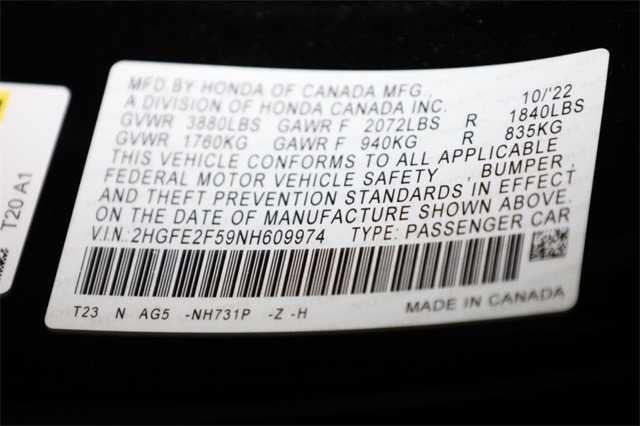 MFD BY HONDA OF CANADA MFG., 10/'22
A DIVISION OF HONDA CANADA INC.
GVWR 3880LBS GAWR F 2072LBS R 1840LBS
GVWR 1760KG GAWR F 940KG R 835KG
THIS VEHICLE CONFORMS TO ALL APPLICABLE
FEDERAL MOTOR VEHICLE SAFETY , BUMPER ,
AND THEFT PREVENTION STANDARDS IN EFFECT
ON THE DATE OF MANUFACTURE SHOWN ABOVE.
V.I.N.:2HGFE2F59NH609974 TYPE: PASSENGER CAR
T23 N AG5 -NH731P -Z -H MADE IN CANADA
T20 A1